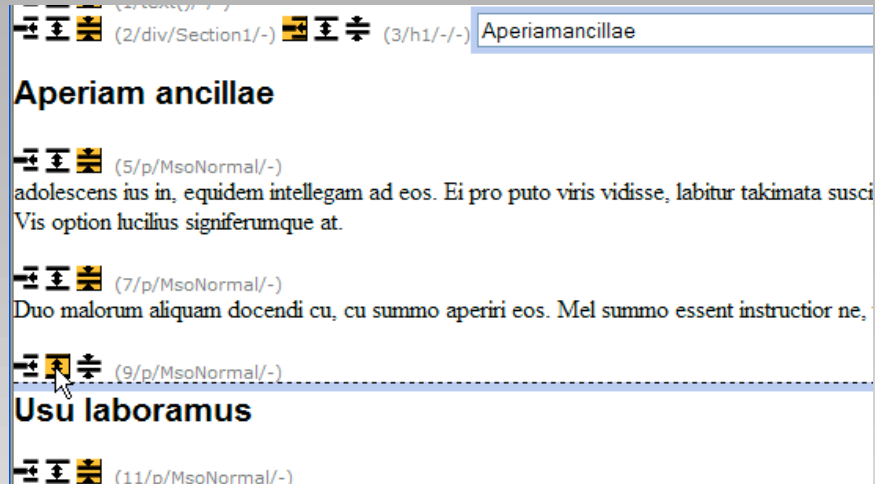 (1/text()/-/-)
(2/div/Section1/-) (3/h1/-/-) Aperiamancillae
Aperiam ancillae
(5/p/MsoNormal/-)
adolescens ius in, equidem intellegam ad eos. Ei pro puto viris vidisse, labitur takimata susci
Vis option lucilius signiferumque at.
(7/p/MsoNormal/-)
Duo malorum aliquam docendi cu, cu summo aperiri eos. Mel summo essent instructior ne,
(9/p/MsoNormal/-)
Usu laboramus
(11/p/MsoNormal/-)